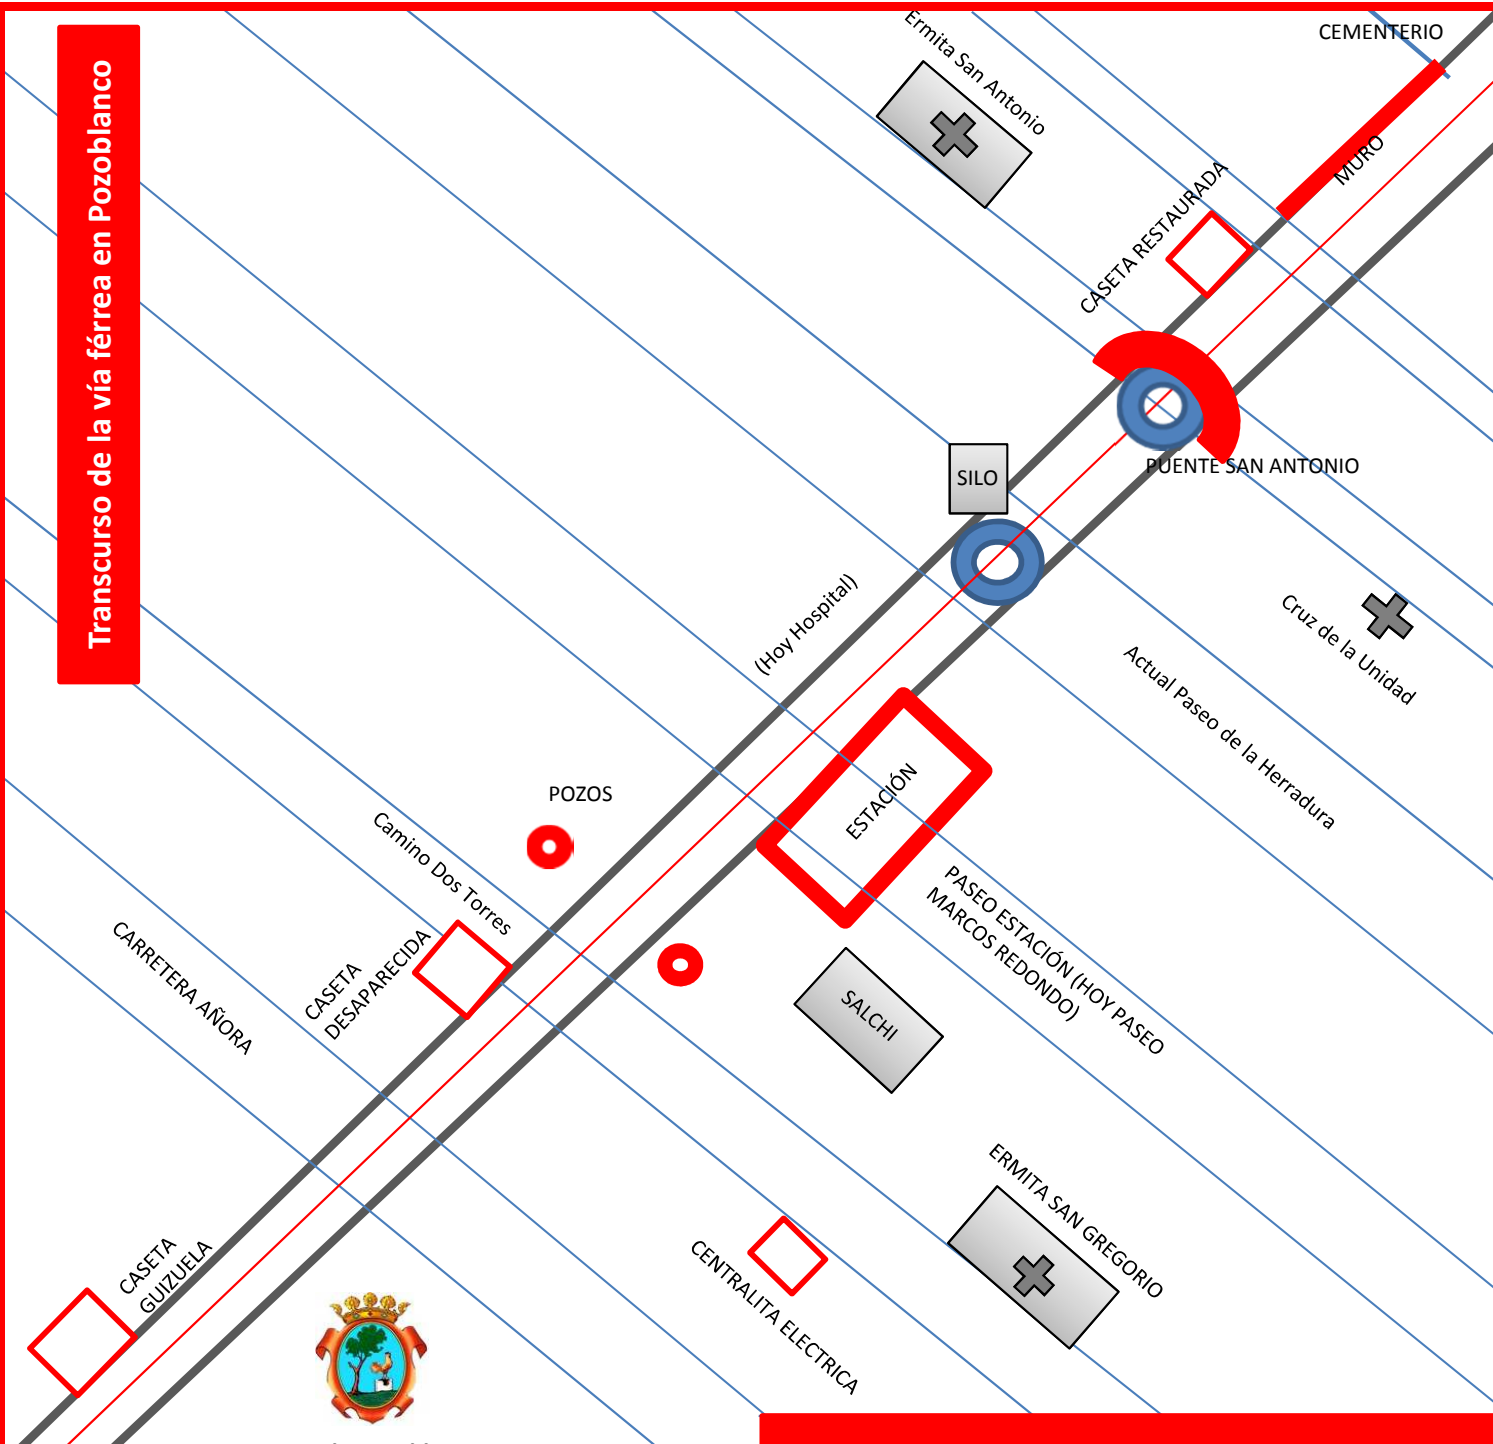 Transcurso de la vía férrea en Pozoblanco
CEMENTERIO
Ermita San Antonio
MURO
CASETA RESTAURADA
PUENTE SAN ANTONIO
SILO
(Hoy Hospital)
Cruz de la Unidad
Actual Paseo de la Herradura
ESTACIÓN
POZOS
Camino Dos Torres
PASEO ESTACIÓN (HOY PASEO
MARCOS REDONDO)
CARRETERA AÑORA
CASETA
DESAPARECIDA
SALCHI
ERMITA SAN GREGORIO
CASETA
GUIZUELA
CENTRALITA ELECTRICA